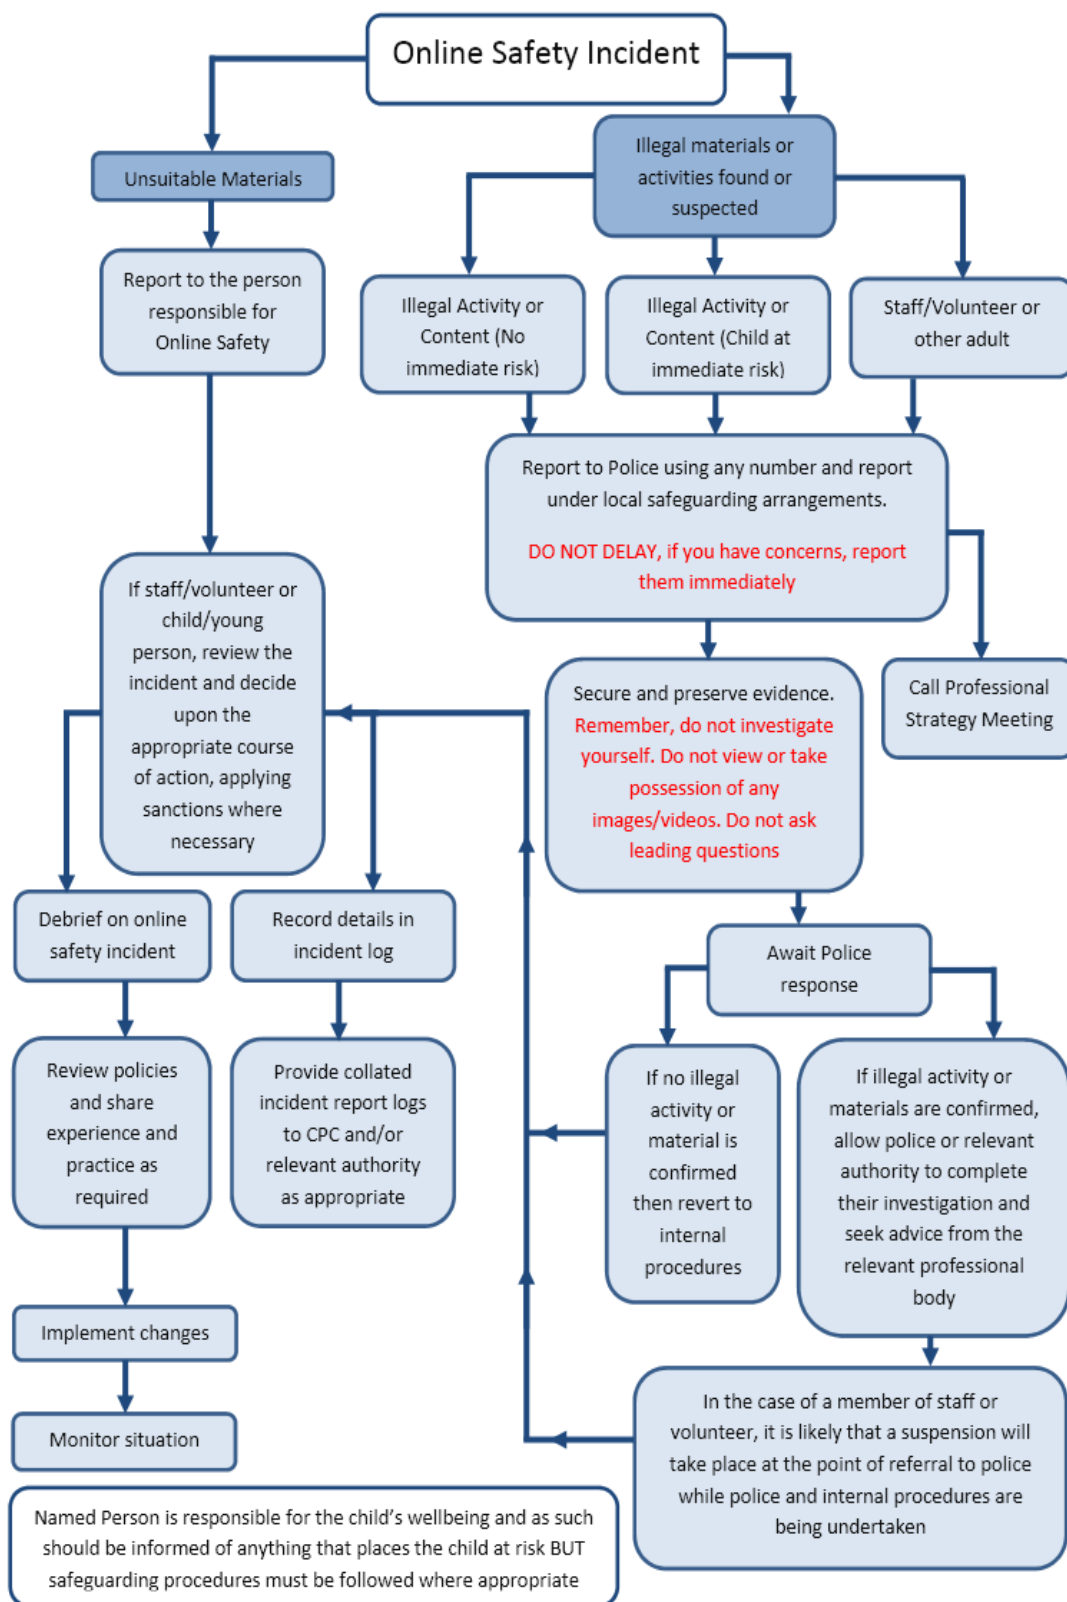 Online Safety Incident
Unsuitable Materials
Illegal materials or
activities found or
suspected
Report to the person
responsible for
Online Safety
Illegal Activity or
Content (No
immediate risk)
Illegal Activity or
Content (Child at
immediate risk)
Staff/Volunteer or
other adult
Report to Police using any number and report
under local safeguarding arrangements.
DO NOT DELAY, if you have concerns, report
them immediately
If staff/volunteer or
child/young
person, review the
incident and decide
upon the
appropriate course
of action, applying
sanctions where
necessary
Secure and preserve evidence.
Remember, do not investigate
yourself. Do not view or take
possession of any
images/videos. Do not ask
leading questions
Call Professional
Strategy Meeting
Debrief on online
safety incident
Record details in
incident log
Await Police
response
Review policies
and share
experience and
practice as
required
Provide collated
incident report logs
to CPC and/or
relevant authority
as appropriate
If no illegal
activity or
material is
confirmed
then revert to
internal
procedures
If illegal activity or
materials are confirmed,
allow police or relevant
authority to complete
their investigation and
seek advice from the
relevant professional
body
Implement changes
Monitor situation
In the case of a member of staff or
volunteer, it is likely that a suspension will
take place at the point of referral to police
while police and internal procedures are
being undertaken
Named Person is responsible for the child's wellbeing and as such
should be informed of anything that places the child at risk BUT
safeguarding procedures must be followed where appropriate